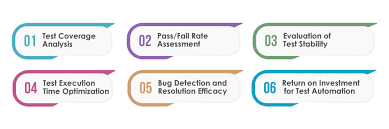 01 Test Coverage
Analysis
02 Pass/Fail Rate
Assessment
03 Evaluation of
Test Stability
04 Test Execution
Time Optimization
05 Bug Detection and
Resolution Efficacy
06 Return on Investment
for Test Automation